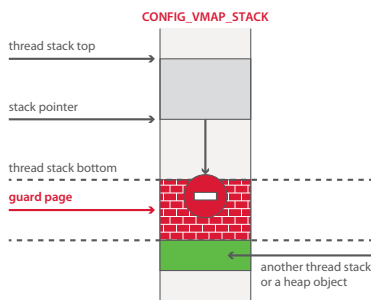 CONFIG_VMAP_STACK
thread stack top
stack pointer
thread stack bottom
guard page
another thread stack
or a heap object